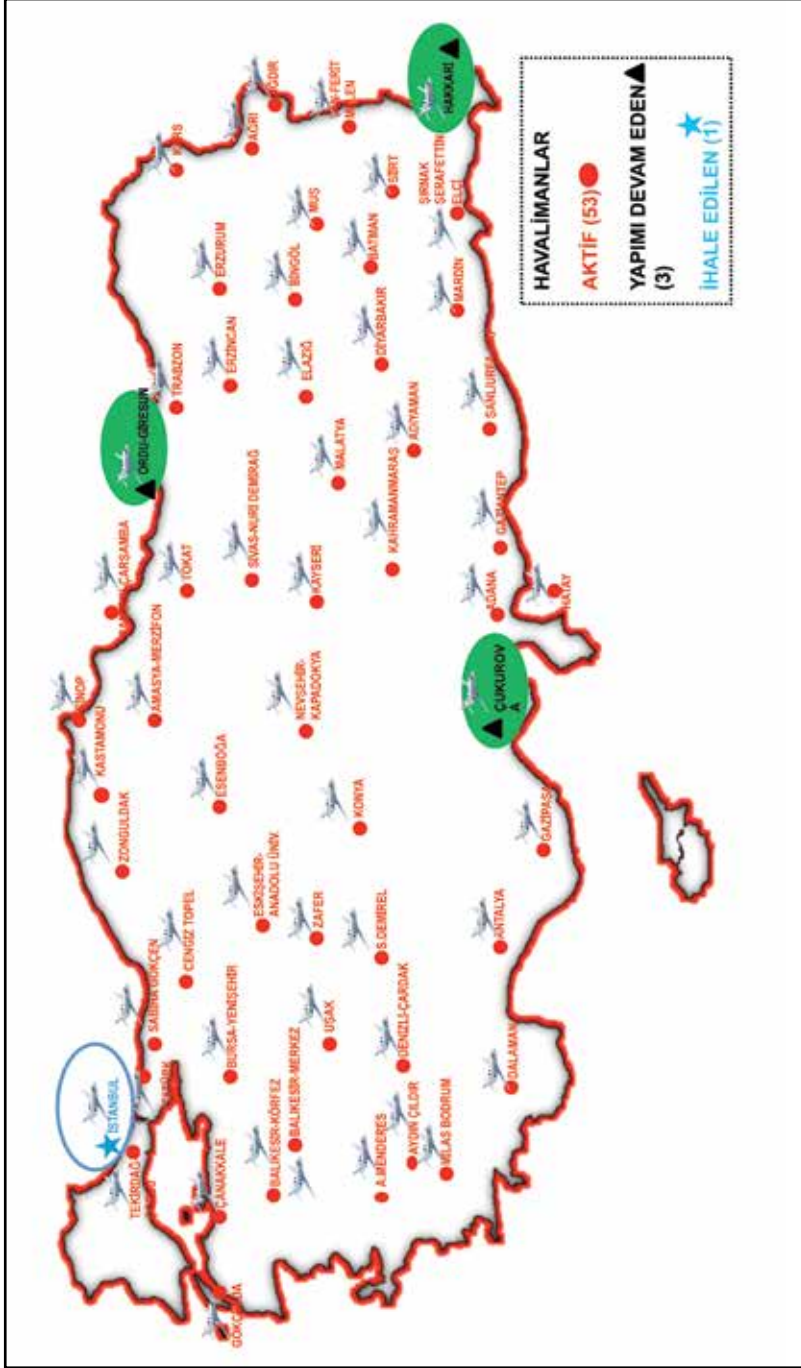 HAVALİMANLAR
AKTİF (53)
YAPIMI DEVAM EDEN
(3)
İHALE EDİLEN (1)
İSTANBUL
TEKİRDAĞ
SABİHA GÖKÇEN
CENGİZ TOPEL
BURSA-YENİŞEHİR
ÇANAKKALE
BALIKESİR-KÖRFEZ
BALIKESİR-MERKEZ
UŞAK
A.MENDERES
AYDIN ÇILDIR
MİLAS BODRUM
DENİZLİ-ÇARDAK
DALAMAN
ZONGULDAK
KASTAMONU
ESENBOĞA
ESKİŞEHİR-
ANADOLU ÜNİV.
ZAFER
S.DEMİREL
KONYA
ANTALYA
GAZİPAŞA
AMASYA-MERZİFON
ÇARŞAMBA
TOKAT
SİVAS-NURİ DEMİRAĞ
KAYSERİ
NEVŞEHİR-
KAPADOKYA
ÇUKUROV
A
ADANA
HATAY
GAZİANTEP
KAHRAMANMARAŞ
ORDU-GİRESUN
TRABZON
ERZİNCAN
ERZURUM
ELAZIĞ
BİNGÖL
MUŞ
MALATYA
ADIYAMAN
DİYARBAKIR
BATMAN
SİİRT
MARDİN
ŞIRNAK
ŞERAFETTİN
ELÇİ
AĞRI
HAKKARİ